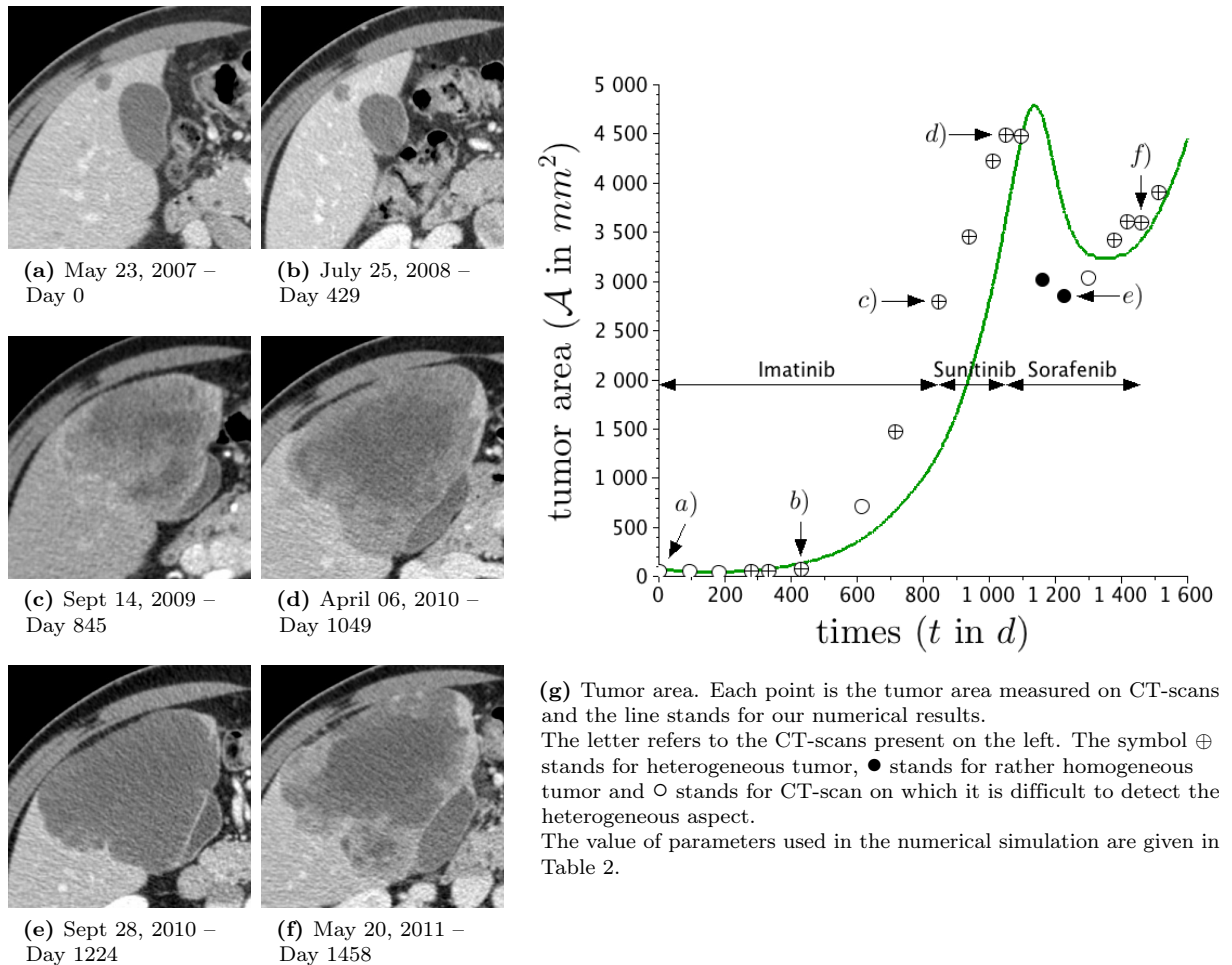 (a) May 23, 2007 –
Day 0
(b) July 25, 2008 –
Day 429
(c) Sept 14, 2009 –
Day 845
(d) April 06, 2010 –
Day 1049
(e) Sept 28, 2010 –
Day 1224
(f) May 20, 2011 –
Day 1458
tumor area (𝒜 in mm²)
5 000
4 500
4 000
3 500
3 000
2 500
2 000
1 500
1 000
500
0
a)
b)
c)
d)
e)
f)
Imatinib
Sunitinib
Sorafenib
0 200 400 600 800 1 000 1 200 1 400 1 600
times (t in d)
(g) Tumor area. Each point is the tumor area measured on CT-scans
and the line stands for our numerical results.
The letter refers to the CT-scans present on the left. The symbol ⊕
stands for heterogeneous tumor, ● stands for rather homogeneous
tumor and ○ stands for CT-scan on which it is difficult to detect the
heterogeneous aspect.
The value of parameters used in the numerical simulation are given in
Table 2.